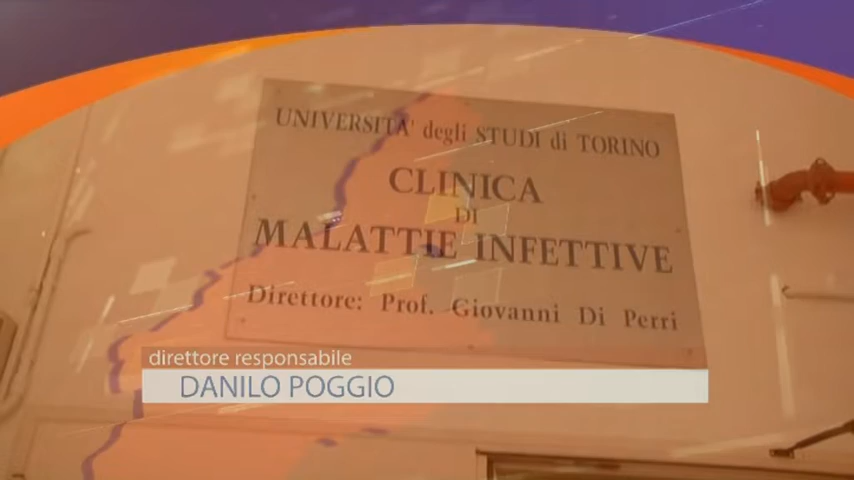 UNIVERSITA' degli STUDI di TORINO
CLINICA
DI
MALATTIE INFETTIVE
Direttore: Prof. Giovanni Di Perri
direttore responsabile
DANILO POGGIO